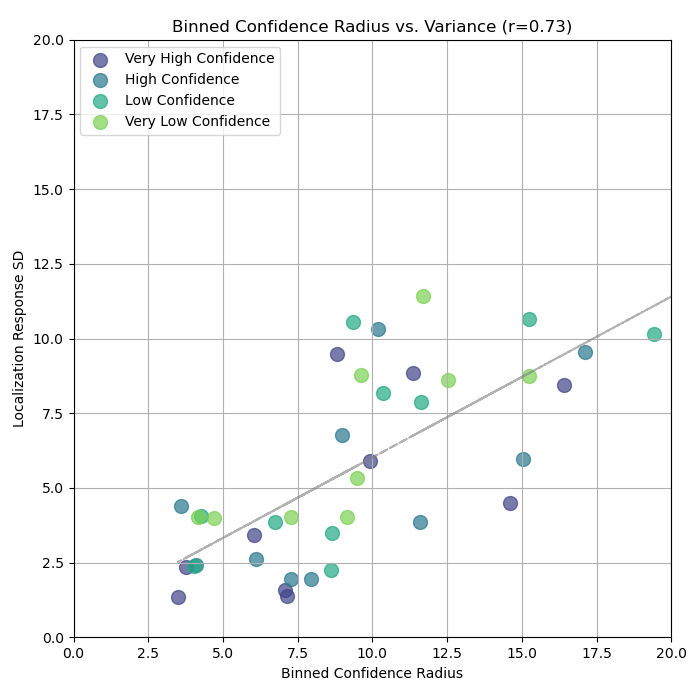 Binned Confidence Radius vs. Variance (r=0.73)
Very High Confidence
High Confidence
Low Confidence
Very Low Confidence
20.0
17.5
15.0
12.5
10.0
7.5
5.0
2.5
0.0
Localization Response SD
0.0 2.5 5.0 7.5 10.0 12.5 15.0 17.5 20.0
Binned Confidence Radius